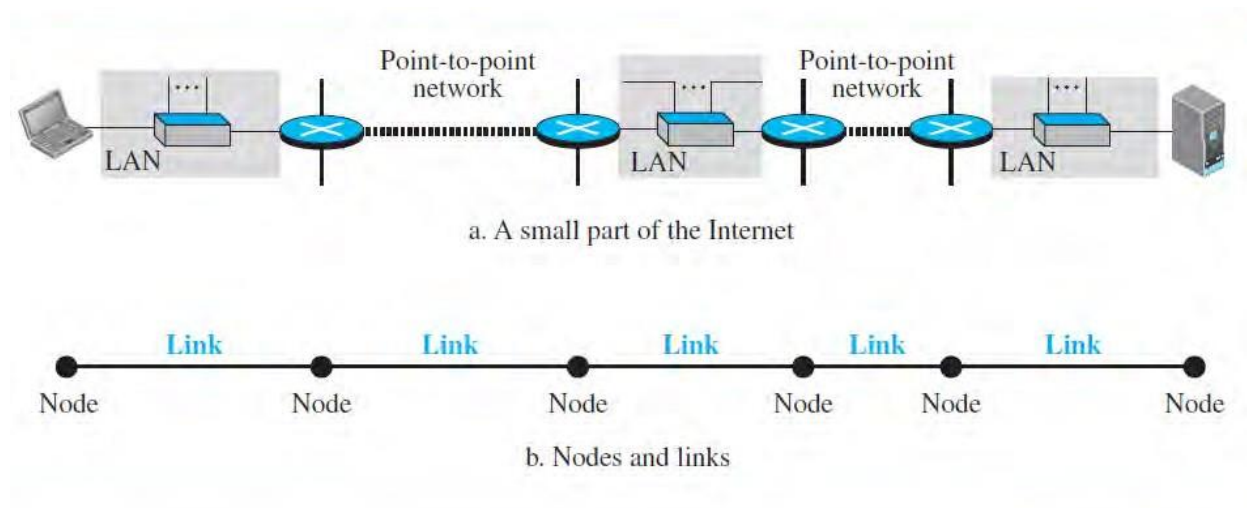 Point-to-point
network
Point-to-point
network
...
...
...
LAN
LAN
LAN
a. A small part of the Internet
Link
Link
Link
Link
Link
Node
Node
Node
Node
Node
Node
b. Nodes and links